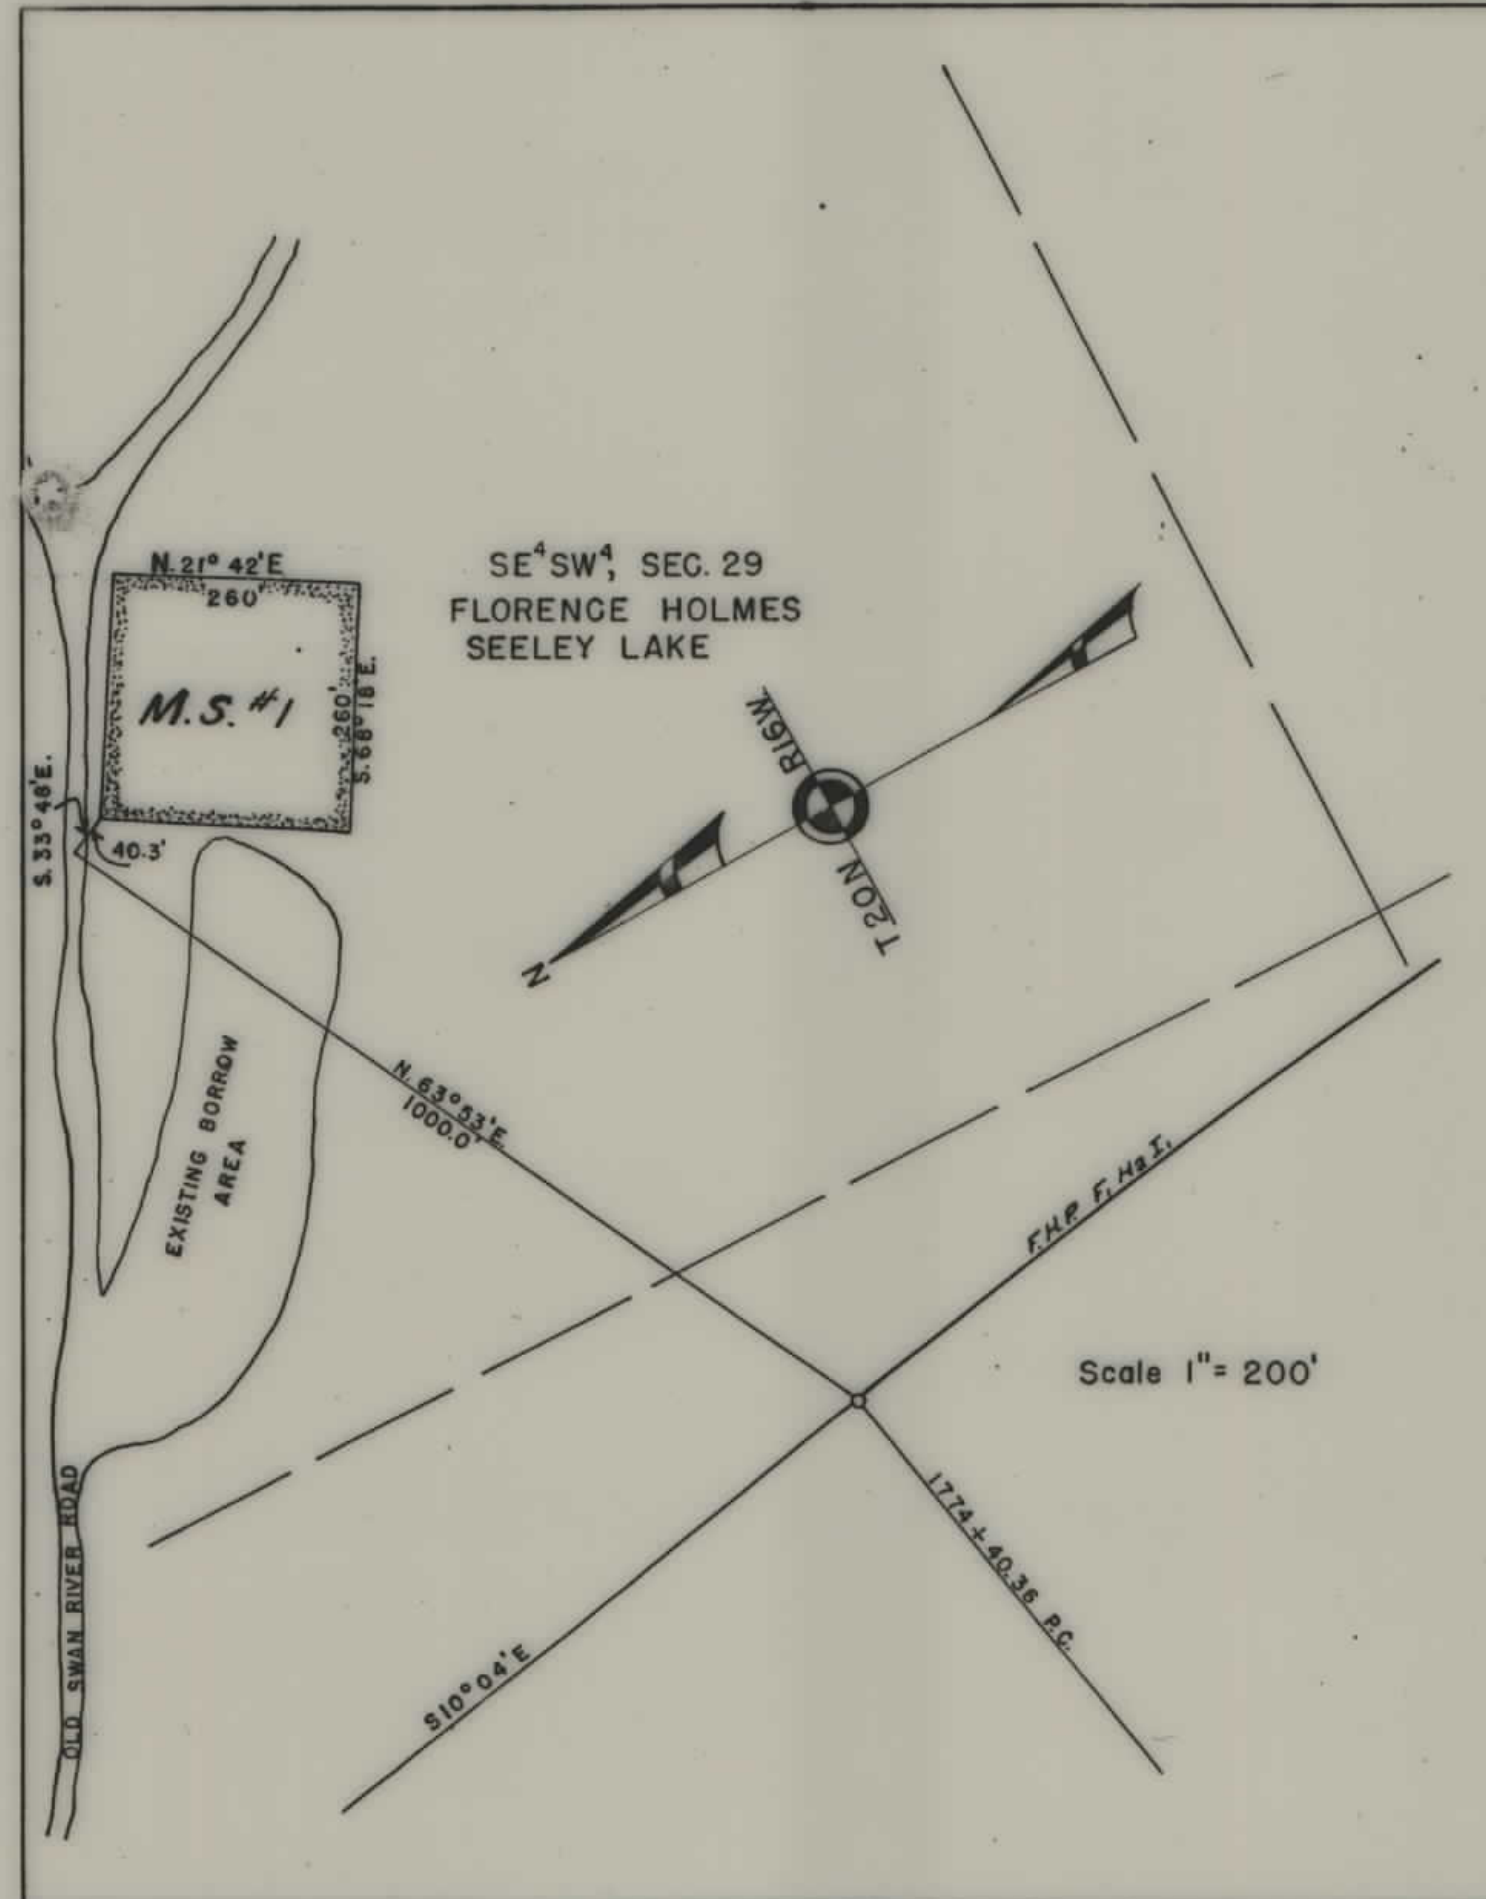 N. 21° 42' E
260'
M.S. #1
260'
S. 68° 18' E.
SE⁴SW⁴, SEC. 29
FLORENCE HOLMES
SEELEY LAKE
R16W.
T20N
N
S. 33° 48' E.
40.3'
EXISTING BORROW
AREA
N. 63° 53' E.
1000.0'
F.H.P.
Scale 1" = 200'
1774+40.36 P.C.
S10°04'E
OLD SWAN RIVER ROAD